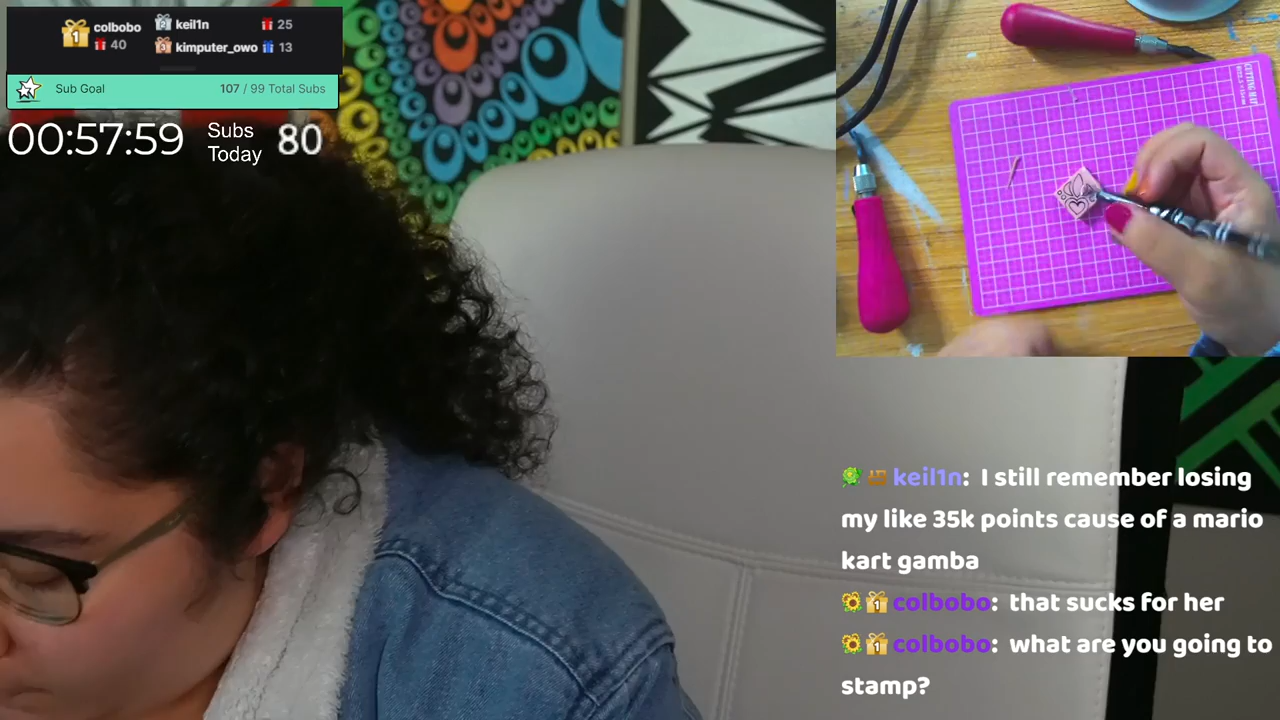 colbobo
40
keil1n
25
kimputer_owo
13
Sub Goal
107 / 99 Total Subs
00:57:59
Subs
Today
80
CUTTING MAT
keil1n: I still remember losing
my like 35k points cause of a mario
kart gamba
colbobo: that sucks for her
colbobo: what are you going to
stamp?